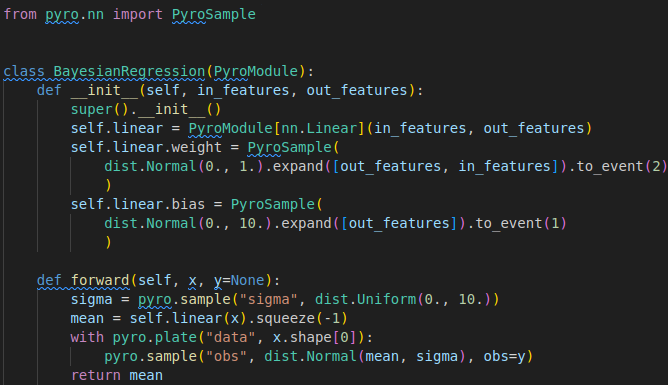 from pyro.nn import PyroSample
class BayesianRegression(PyroModule):
def __init__(self, in_features, out_features):
super().__init__()
self.linear = PyroModule[nn.Linear](in_features, out_features)
self.linear.weight = PyroSample(
dist.Normal(0., 1.).expand([out_features, in_features]).to_event(2)
)
self.linear.bias = PyroSample(
dist.Normal(0., 10.).expand([out_features]).to_event(1)
)
def forward(self, x, y=None):
sigma = pyro.sample("sigma", dist.Uniform(0., 10.))
mean = self.linear(x).squeeze(-1)
with pyro.plate("data", x.shape[0]):
pyro.sample("obs", dist.Normal(mean, sigma), obs=y)
return mean